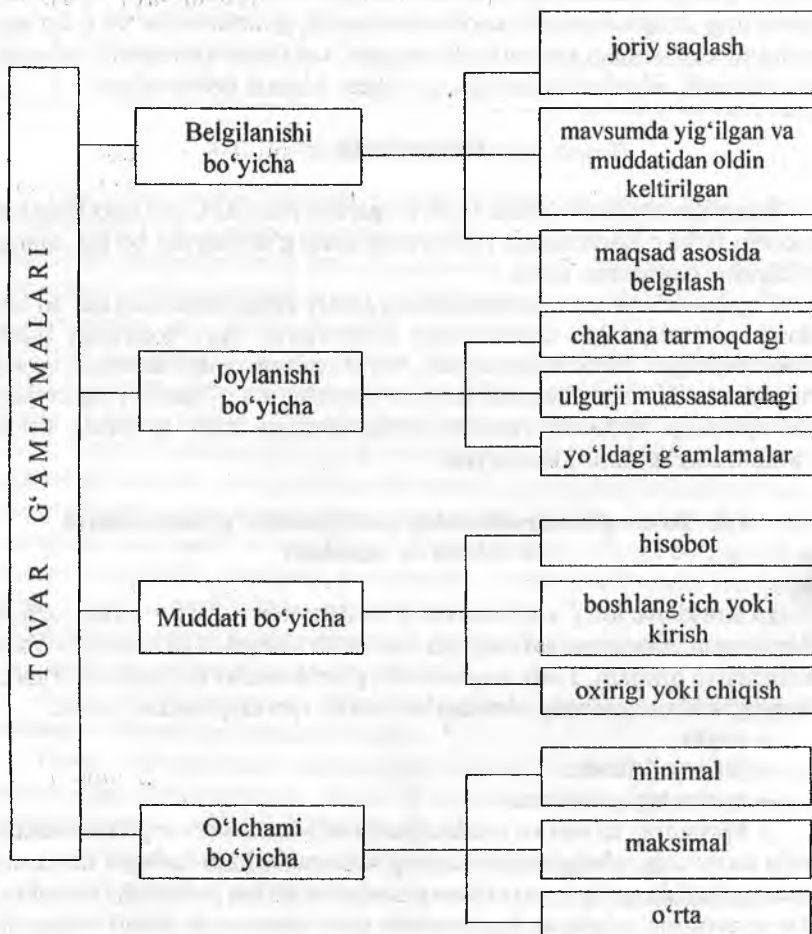 TOVAR G‘AMLAMALARI
Belgilanishi
bo‘yicha
joriy saqlash
mavsumda yig‘ilgan va
muddatidan oldin
keltirilgan
maqsad asosida
belgilash
Joylanishi
bo‘yicha
chakana tarmoqdagi
ulgurji muassasalardagi
yo‘ldagi g‘amlamalar
Muddati bo‘yicha
hisobot
boshlang‘ich yoki
kirish
oxirigi yoki chiqish
O‘lchami
bo‘yicha
minimal
maksimal
o‘rta